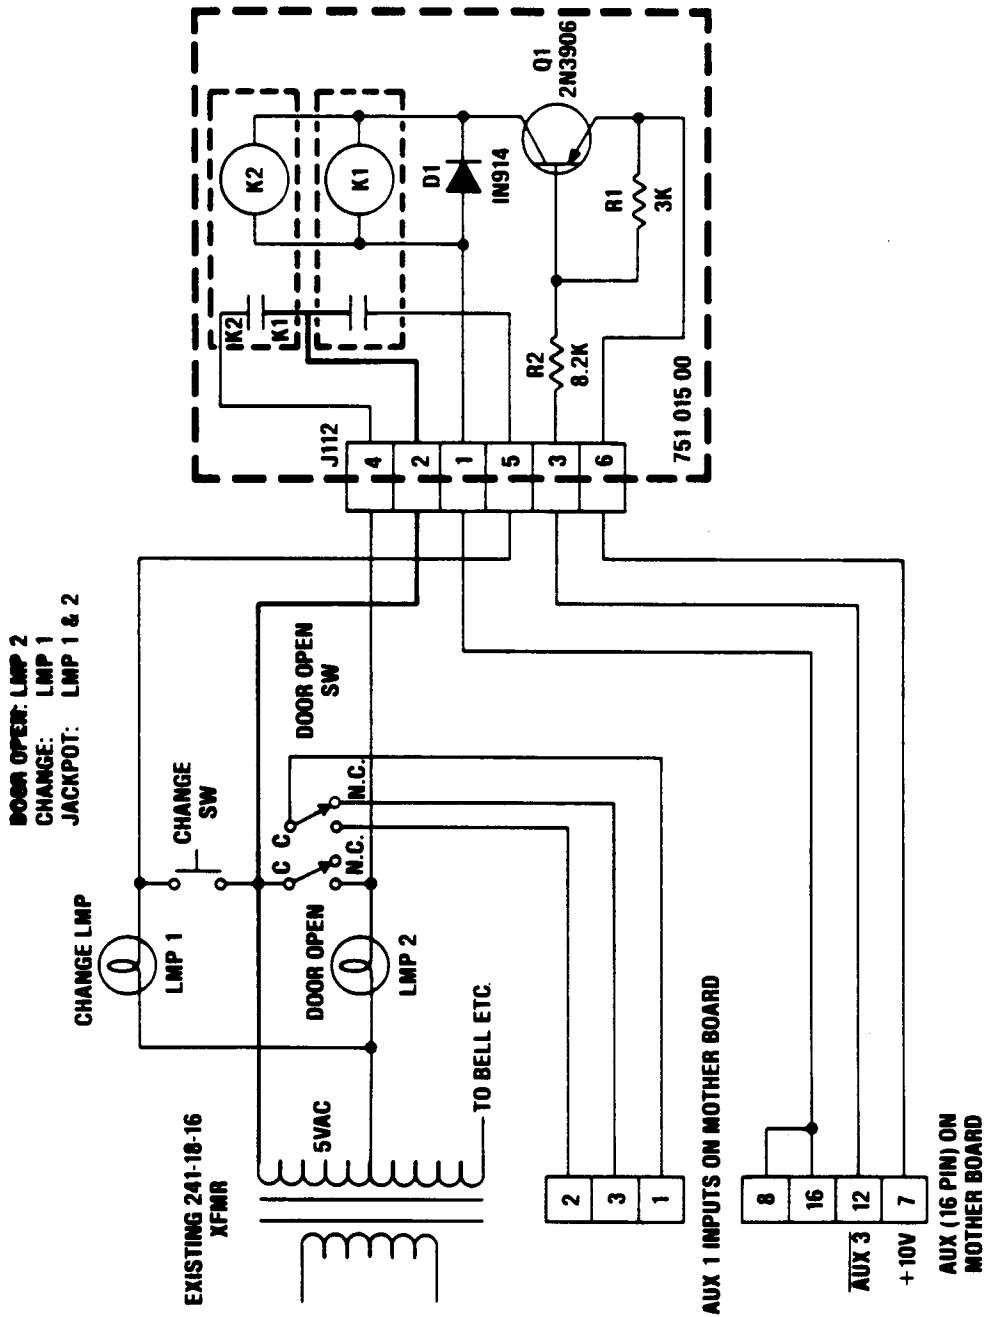 DOOR OPEN: LMP 2
CHANGE: LMP 1
JACKPOT: LMP 1 & 2
EXISTING 241-18-16
XFMR
5VAC
TO BELL ETC.
CHANGE LMP
LMP 1
CHANGE
SW
DOOR OPEN
LMP 2
C
C
N.C.
N.C.
DOOR OPEN
SW
J112
4
2
1
5
3
6
K2
K1
K2
K1
D1
IN914
Q1
2N3906
R2
8.2K
R1
3K
751 015 00
2
3
1
AUX 1 INPUTS ON MOTHER BOARD
8
16
12
7
AUX 3
+10V
AUX (16 PIN) ON
MOTHER BOARD